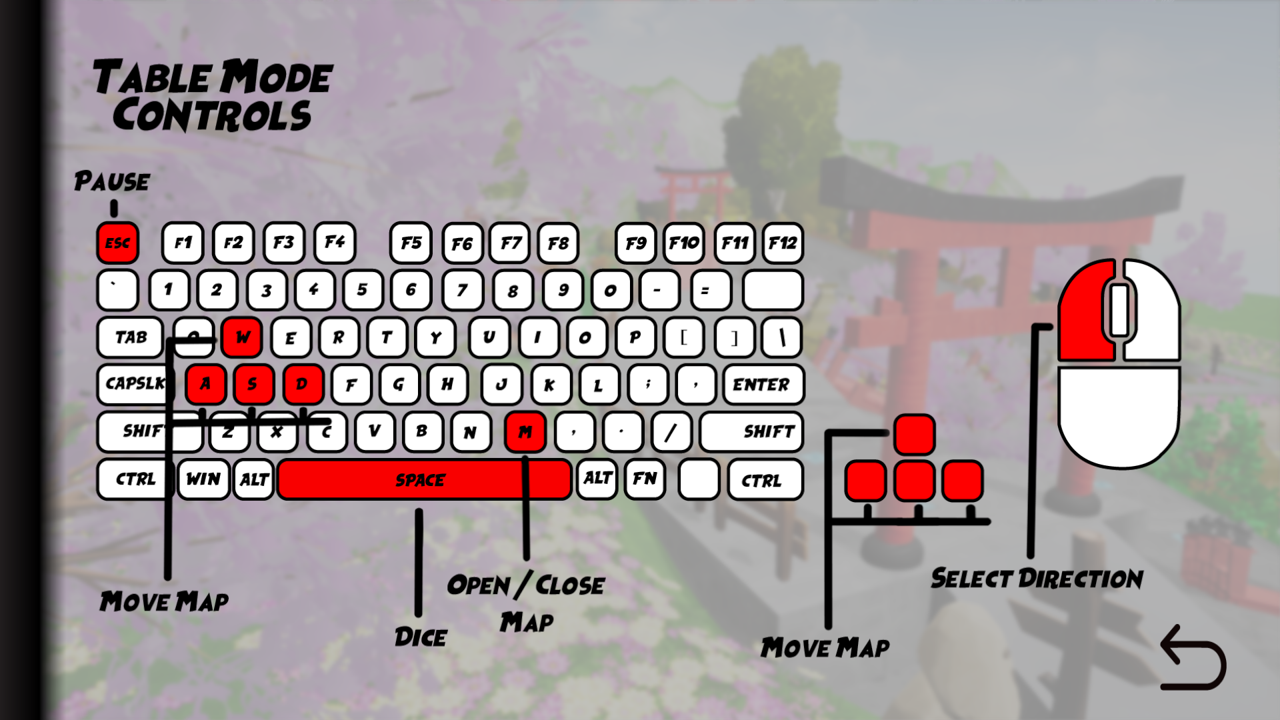 TABLE MODE
CONTROLS
PAUSE
ESC F1 F2 F3 F4 F5 F6 F7 F8 F9 F10 F11 F12
` 1 2 3 4 5 6 7 8 9 0 - =
TAB W E R T Y U I O P [ ] \
CAPSLK A S D F G H J K L ; ,
SHIFT Z X C V B N M , . / SHIFT
CTRL WIN ALT SPACE ALT FN CTRL
MOVE MAP
DICE
OPEN / CLOSE
MAP
MOVE MAP
SELECT DIRECTION